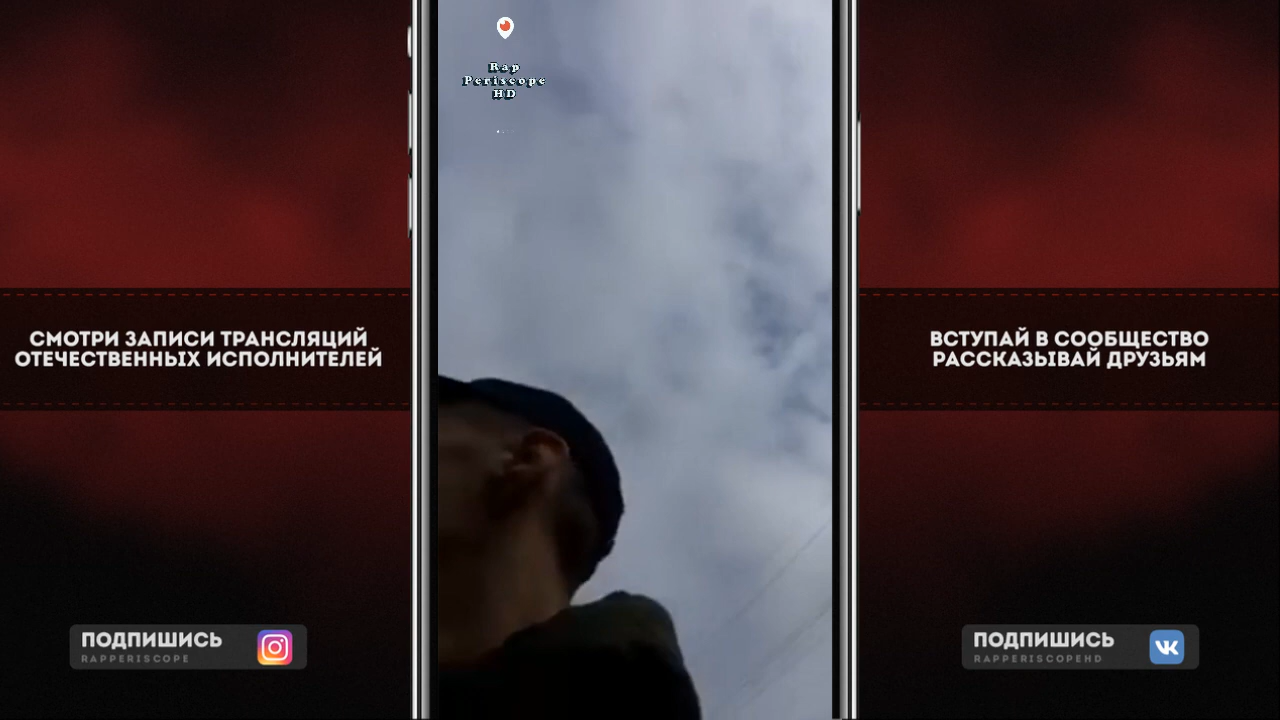 Rap
Periscope
HD
СМОТРИ ЗАПИСИ ТРАНСЛЯЦИЙ
ОТЕЧЕСТВЕННЫХ ИСПОЛНИТЕЛЕЙ
ВСТУПАЙ В СООБЩЕСТВО
РАССКАЗЫВАЙ ДРУЗЬЯМ
ПОДПИШИСЬ
RAPPERISCOPE
ПОДПИШИСЬ
RAPPERISCOPEHD